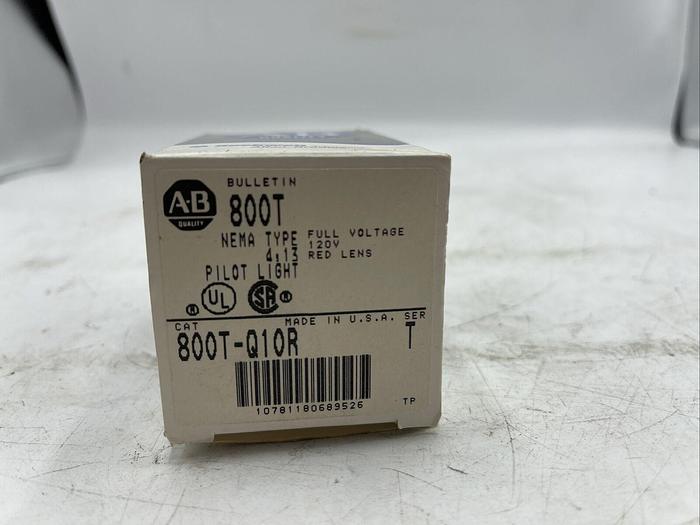 A-B
QUALITY
BULLETIN
800T
NEMA TYPE FULL VOLTAGE
4,13 120V
RED LENS
PILOT LIGHT
UL
SA
CAT MADE IN U.S.A. SER
800T-Q10R T
10781180689526
TP